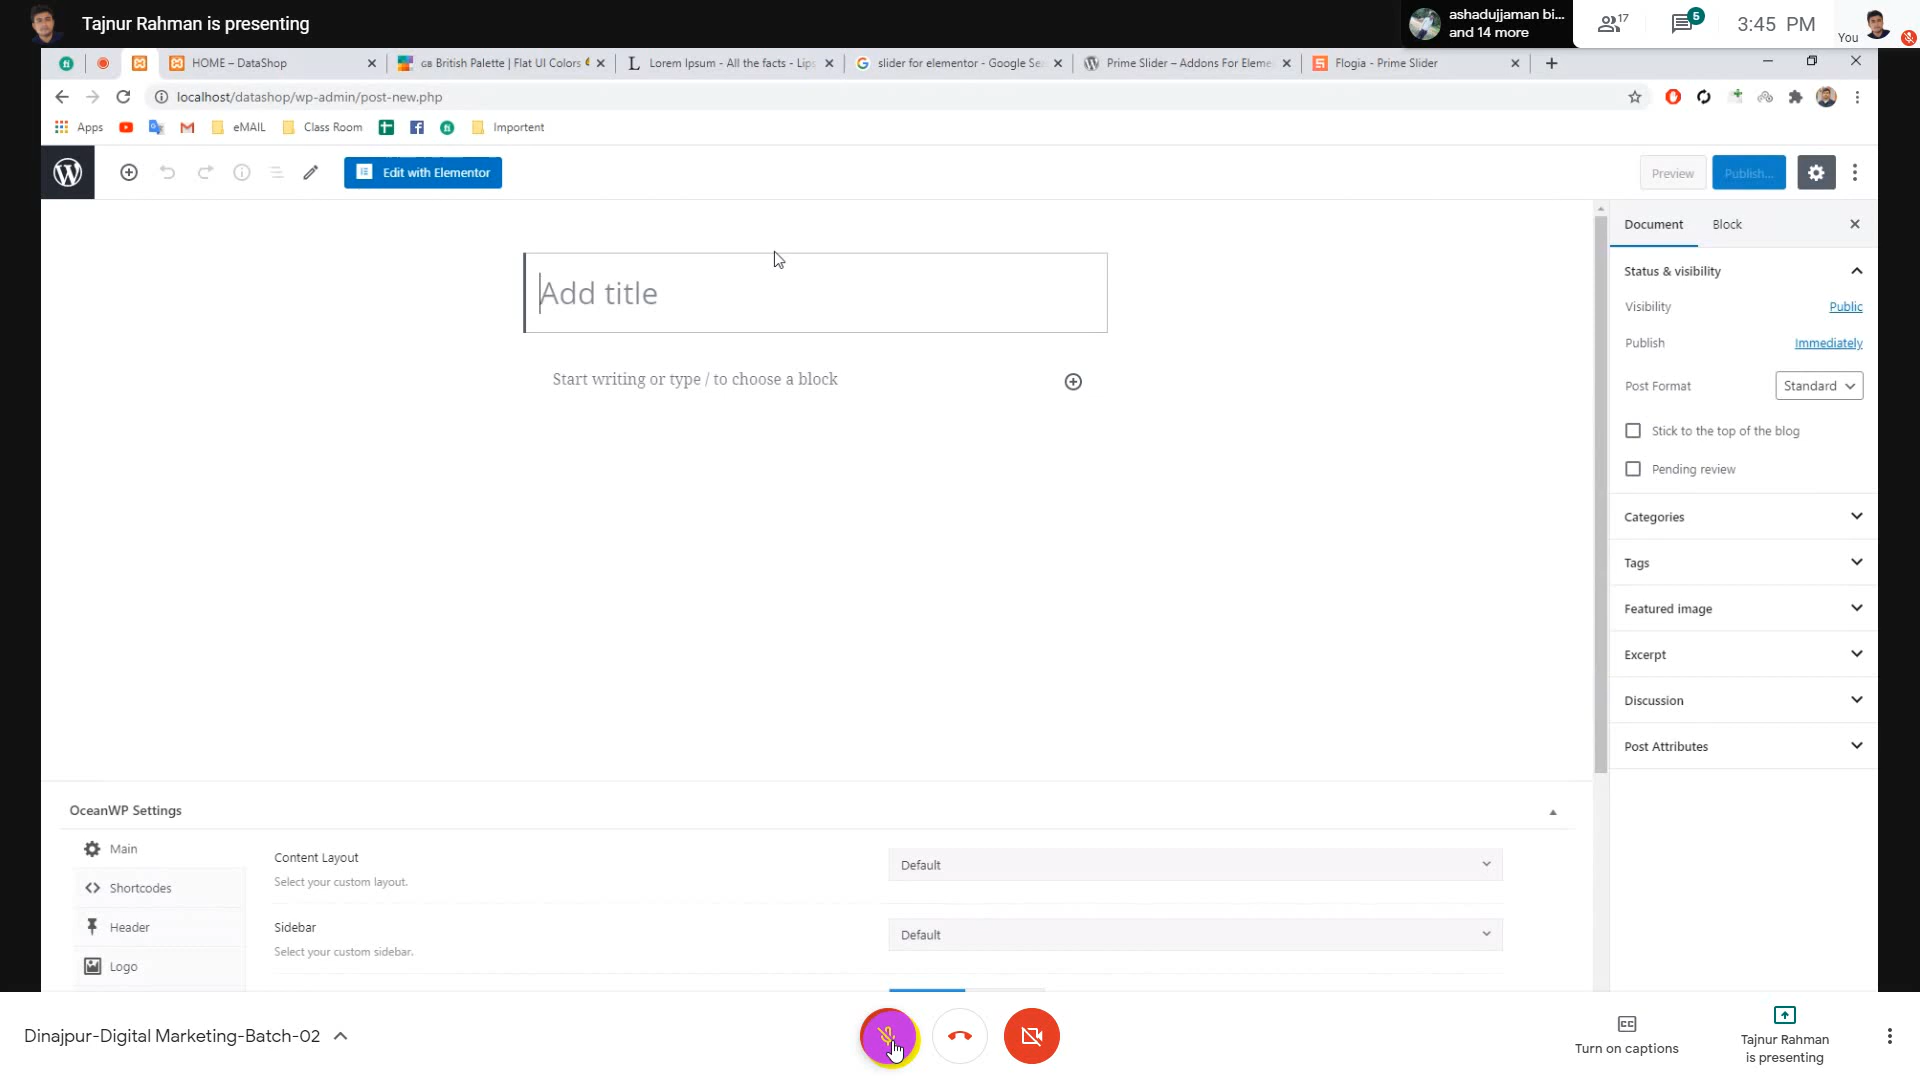 Tajnur Rahman is presenting
ashadujjaman bi...
and 14 more
17
5
3:45 PM
You
HOME – DataShop
GB British Palette | Flat UI Colors
Lorem Ipsum - All the facts - Lips
slider for elementor - Google Se
Prime Slider – Addons For Eleme
Flogia - Prime Slider
localhost/datashop/wp-admin/post-new.php
Apps
eMAIL
Class Room
Importent
Edit with Elementor
Preview
Publish...
Document
Block
Add title
Start writing or type / to choose a block
Status & visibility
Visibility
Public
Publish
Immediately
Post Format
Standard
Stick to the top of the blog
Pending review
Categories
Tags
Featured image
Excerpt
Discussion
Post Attributes
OceanWP Settings
Main
Shortcodes
Header
Logo
Content Layout
Select your custom layout.
Default
Sidebar
Select your custom sidebar.
Default
Dinajpur-Digital Marketing-Batch-02
Turn on captions
Tajnur Rahman
is presenting